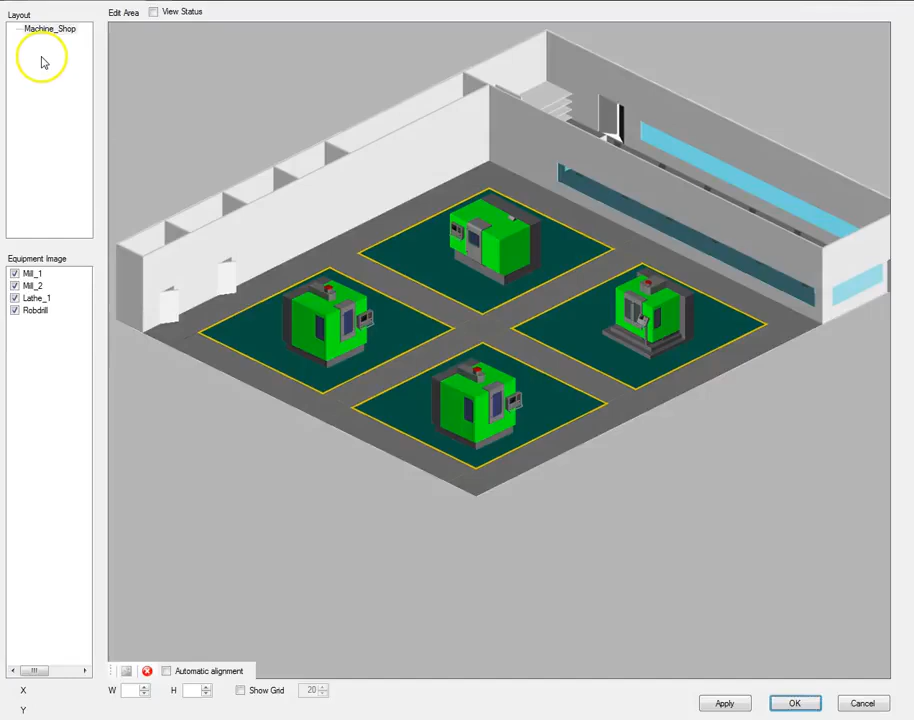 Layout
Edit Area
View Status
Machine_Shop
Equipment Image
Mill_1
Mill_2
Lathe_1
Robdrill
Automatic alignment
X
W
H
Show Grid
20
Y
Apply
OK
Cancel